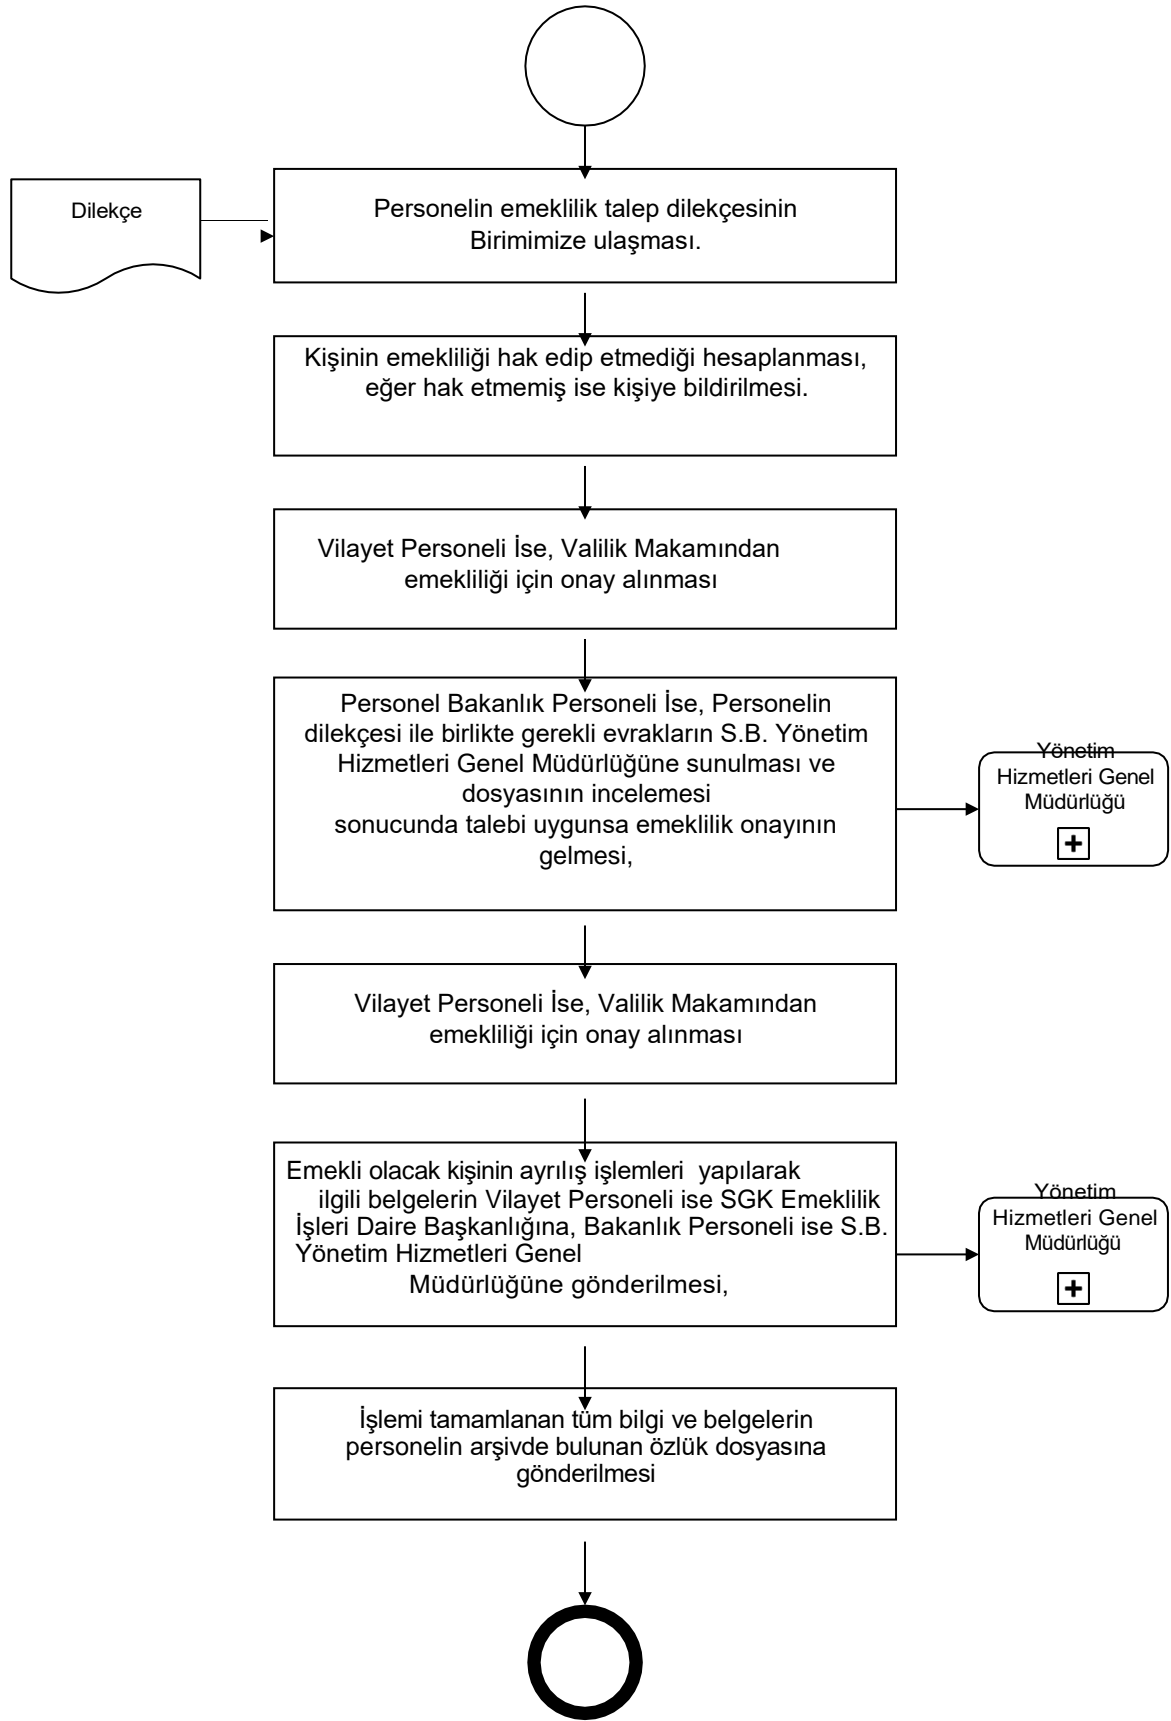 Dilekçe
Personelin emeklilik talep dilekçesinin
Birimimize ulaşması.
Kişinin emekliliği hak edip etmediği hesaplanması,
eğer hak etmemiş ise kişiye bildirilmesi.
Vilayet Personeli İse, Valilik Makamından
emekliliği için onay alınması
Personel Bakanlık Personeli İse, Personelin
dilekçesi ile birlikte gerekli evrakların S.B. Yönetim
Hizmetleri Genel Müdürlüğüne sunulması ve
dosyasının incelemesi
sonucunda talebi uygunsa emeklilik onayının
gelmesi,
Yönetim
Hizmetleri Genel
Müdürlüğü
Vilayet Personeli İse, Valilik Makamından
emekliliği için onay alınması
Emekli olacak kişinin ayrılış işlemleri  yapılarak
ilgili belgelerin Vilayet Personeli ise SGK Emeklilik
İşleri Daire Başkanlığına, Bakanlık Personeli ise S.B.
Yönetim Hizmetleri Genel
Müdürlüğüne gönderilmesi,
Yönetim
Hizmetleri Genel
Müdürlüğü
İşlemi tamamlanan tüm bilgi ve belgelerin
personelin arşivde bulunan özlük dosyasına
gönderilmesi